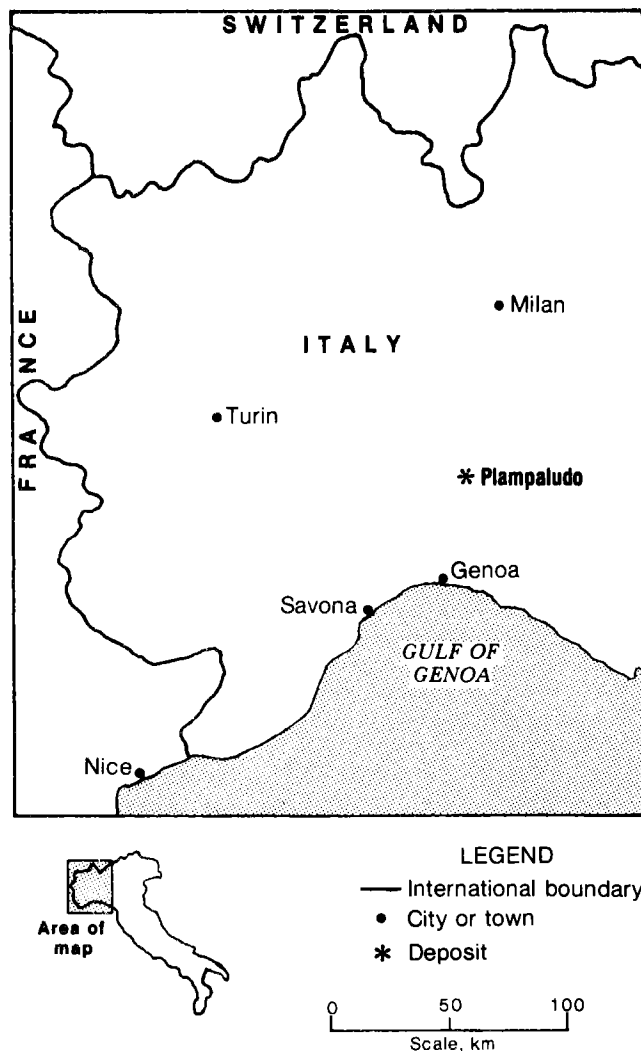 SWITZERLAND
Milan
ITALY
FRANCE
Turin
Plampaludo
Genoa
Savona
GULF OF
GENOA
Nice
LEGEND
International boundary
City or town
Deposit
Area of
map
0 50 100
Scale, km